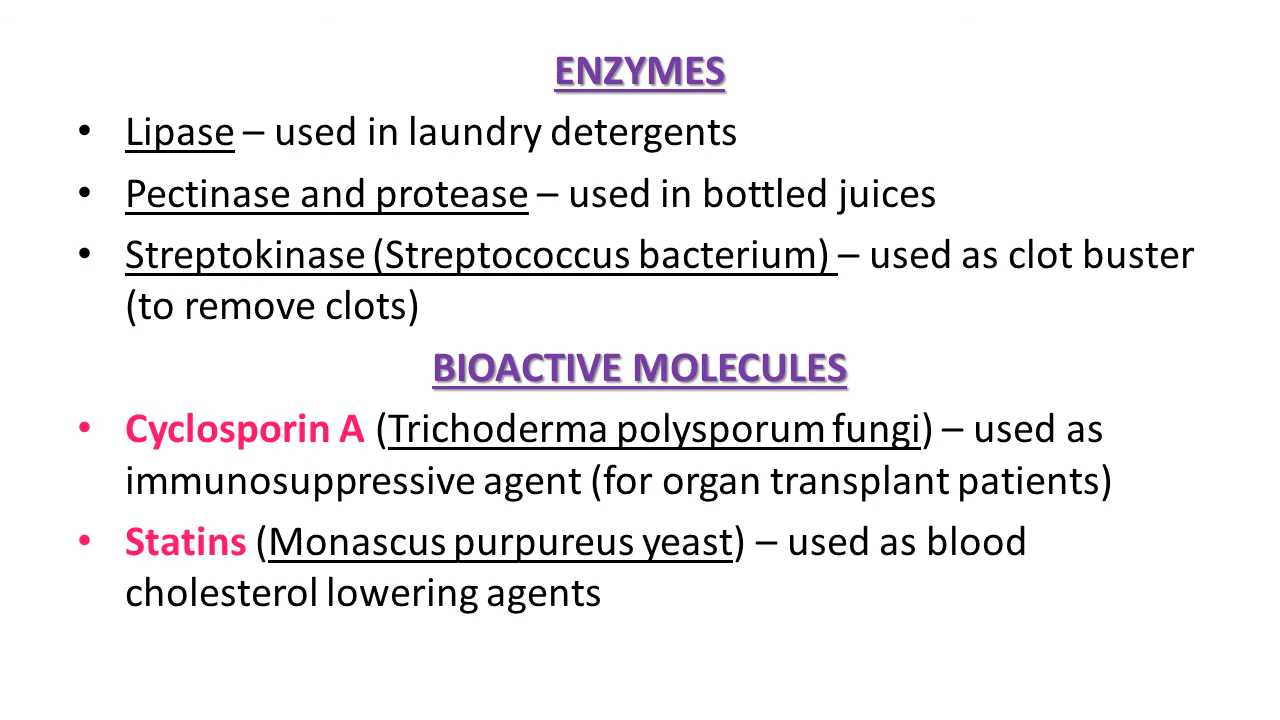 ENZYMES
• Lipase – used in laundry detergents
• Pectinase and protease – used in bottled juices
• Streptokinase (Streptococcus bacterium) – used as clot buster
(to remove clots)
BIOACTIVE MOLECULES
• Cyclosporin A (Trichoderma polysporum fungi) – used as
immunosuppressive agent (for organ transplant patients)
• Statins (Monascus purpureus yeast) – used as blood
cholesterol lowering agents